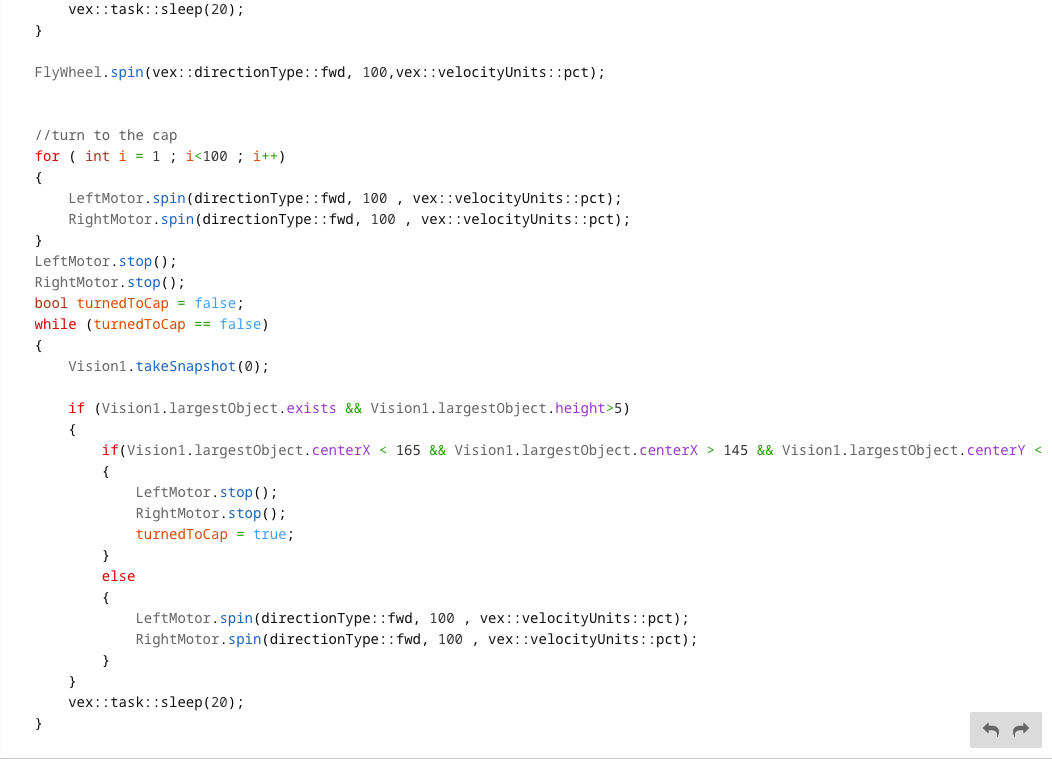 vex::task::sleep(20);
}
FlyWheel.spin(vex::directionType::fwd, 100,vex::velocityUnits::pct);
//turn to the cap
for ( int i = 1 ; i<100 ; i++)
{
LeftMotor.spin(directionType::fwd, 100 , vex::velocityUnits::pct);
RightMotor.spin(directionType::fwd, 100 , vex::velocityUnits::pct);
}
LeftMotor.stop();
RightMotor.stop();
bool turnedToCap = false;
while (turnedToCap == false)
{
Vision1.takeSnapshot(0);
if (Vision1.largestObject.exists && Vision1.largestObject.height>5)
{
if(Vision1.largestObject.centerX < 165 && Vision1.largestObject.centerX > 145 && Vision1.largestObject.centerY <
{
LeftMotor.stop();
RightMotor.stop();
turnedToCap = true;
}
else
{
LeftMotor.spin(directionType::fwd, 100 , vex::velocityUnits::pct);
RightMotor.spin(directionType::fwd, 100 , vex::velocityUnits::pct);
}
}
vex::task::sleep(20);
}